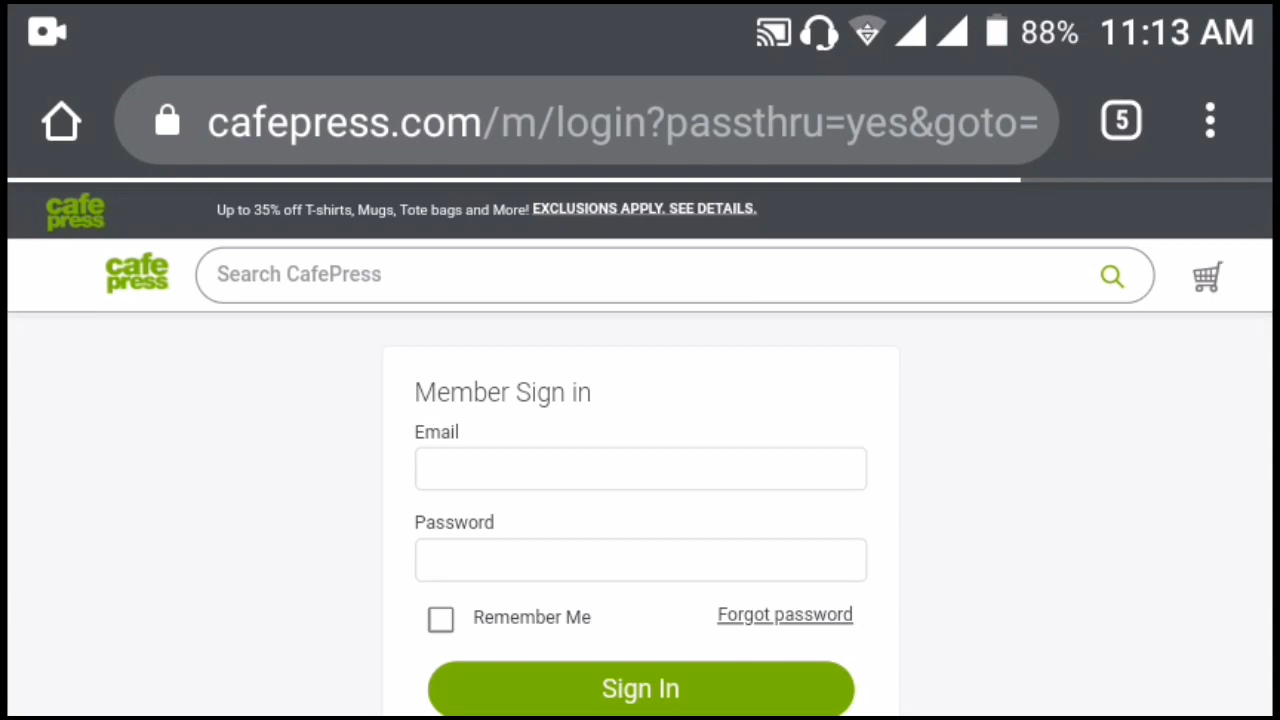 88% 11:13 AM
cafepress.com/m/login?passthru=yes&goto=
5
cafe
press
Up to 35% off T-shirts, Mugs, Tote bags and More! EXCLUSIONS APPLY. SEE DETAILS.
cafe
press
Search CafePress
Member Sign in
Email
Password
Remember Me
Forgot password
Sign In